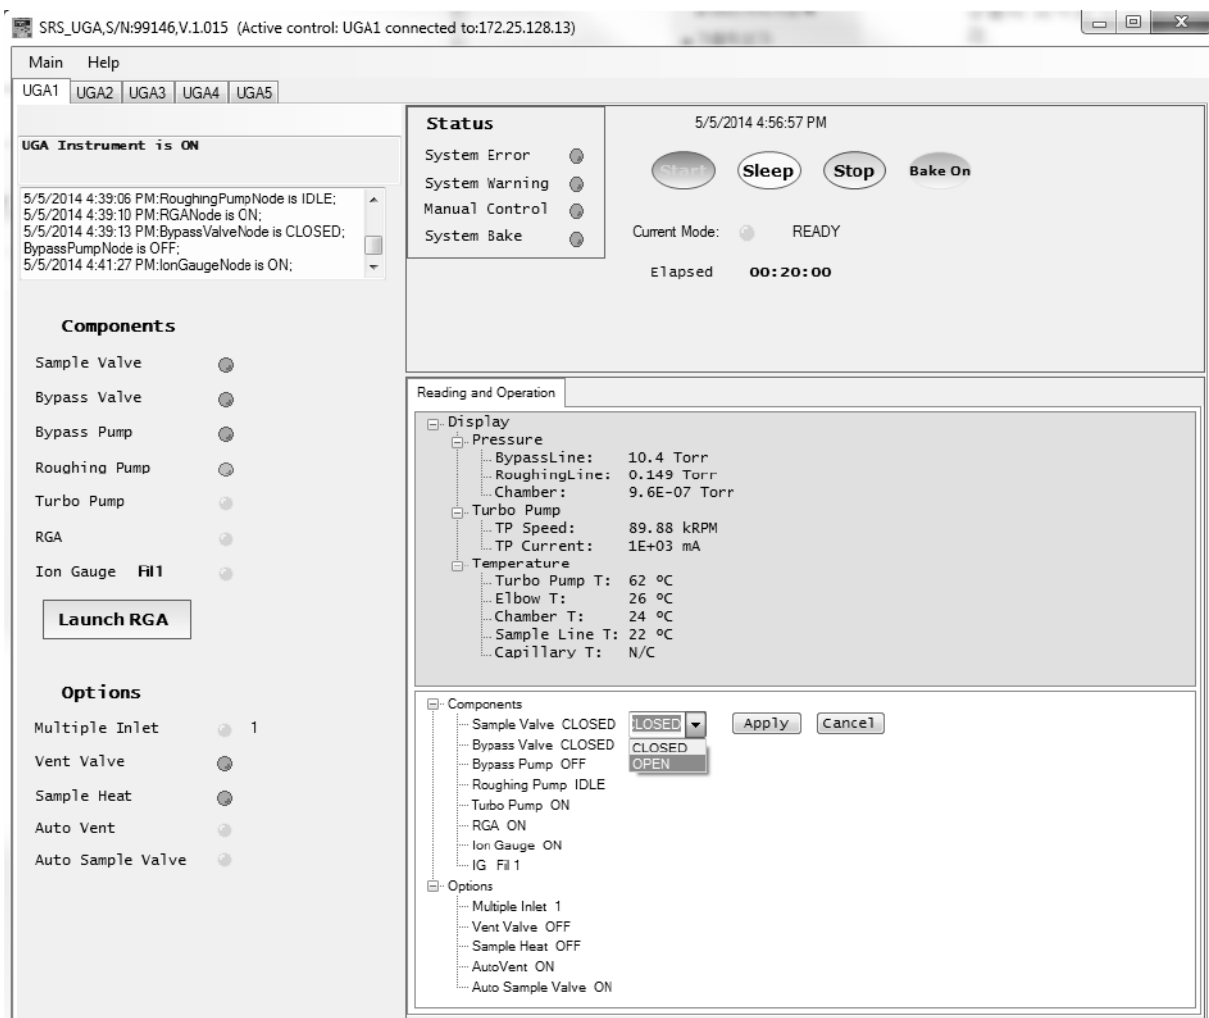 SRS_UGA,S/N:99146,V.1.015 (Active control: UGA1 connected to:172.25.128.13)
Main Help
UGA1 UGA2 UGA3 UGA4 UGA5
UGA Instrument is ON
5/5/2014 4:39:06 PM:RoughingPumpNode is IDLE;
5/5/2014 4:39:10 PM:RGANode is ON;
5/5/2014 4:39:13 PM:BypassValveNode is CLOSED;
BypassPumpNode is OFF;
5/5/2014 4:41:27 PM:IonGaugeNode is ON;
Components
Sample Valve
Bypass Valve
Bypass Pump
Roughing Pump
Turbo Pump
RGA
Ion Gauge Fil1
Launch RGA
Options
Multiple Inlet 1
Vent Valve
Sample Heat
Auto Vent
Auto Sample Valve
Status
System Error
System Warning
Manual Control
System Bake
5/5/2014 4:56:57 PM
Start Sleep Stop Bake On
Current Mode: READY
Elapsed 00:20:00
Reading and Operation
Display
Pressure
BypassLine: 10.4 Torr
RoughingLine: 0.149 Torr
Chamber: 9.6E-07 Torr
Turbo Pump
TP Speed: 89.88 kRPM
TP Current: 1E+03 mA
Temperature
Turbo Pump T: 62 ºC
Elbow T: 26 ºC
Chamber T: 24 ºC
Sample Line T: 22 ºC
Capillary T: N/C
Components
Sample Valve CLOSED CLOSED Apply Cancel
Bypass Valve CLOSED CLOSED
Bypass Pump OFF OPEN
Roughing Pump IDLE
Turbo Pump ON
RGA ON
Ion Gauge ON
IG Fil 1
Options
Multiple Inlet 1
Vent Valve OFF
Sample Heat OFF
AutoVent ON
Auto Sample Valve ON